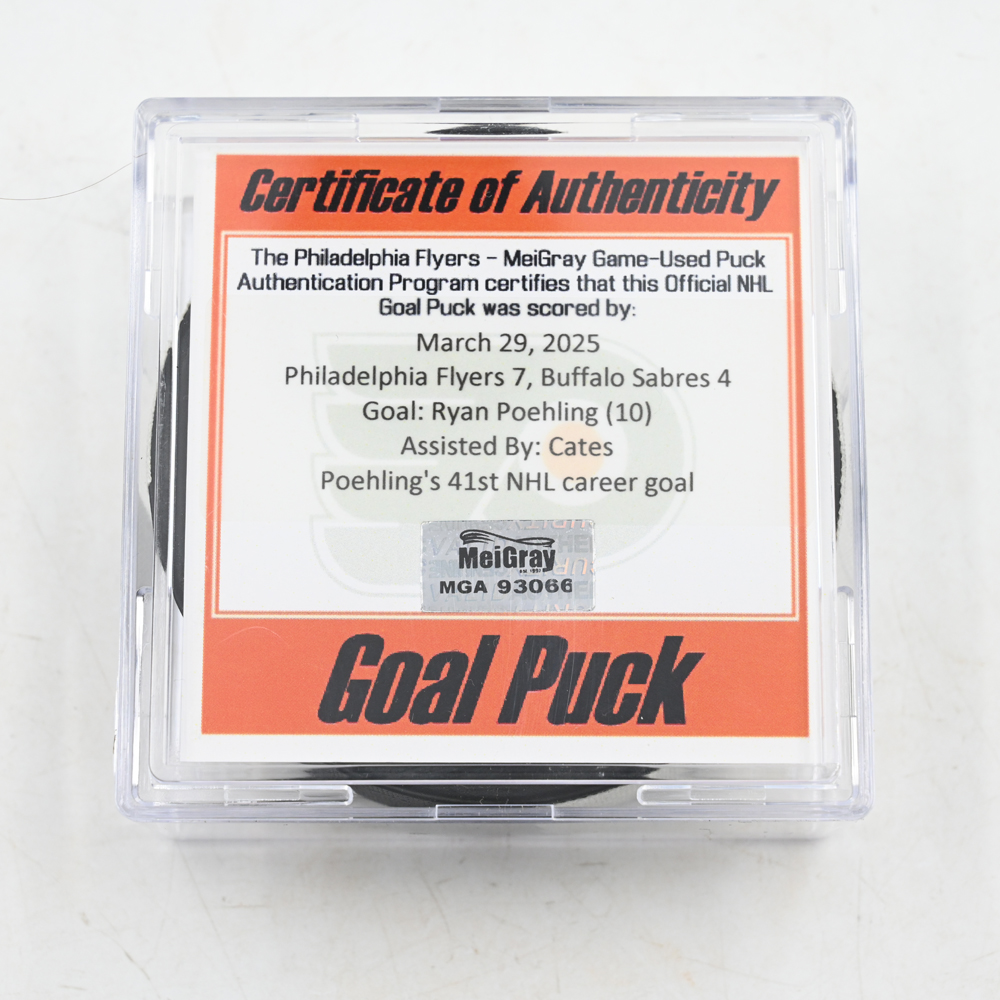 Certificate of Authenticity
The Philadelphia Flyers - MeiGray Game-Used Puck
Authentication Program certifies that this Official NHL
Goal Puck was scored by:
March 29, 2025
Philadelphia Flyers 7, Buffalo Sabres 4
Goal: Ryan Poehling (10)
Assisted By: Cates
Poehling's 41st NHL career goal
MeiGray
MGA 93066
Goal Puck